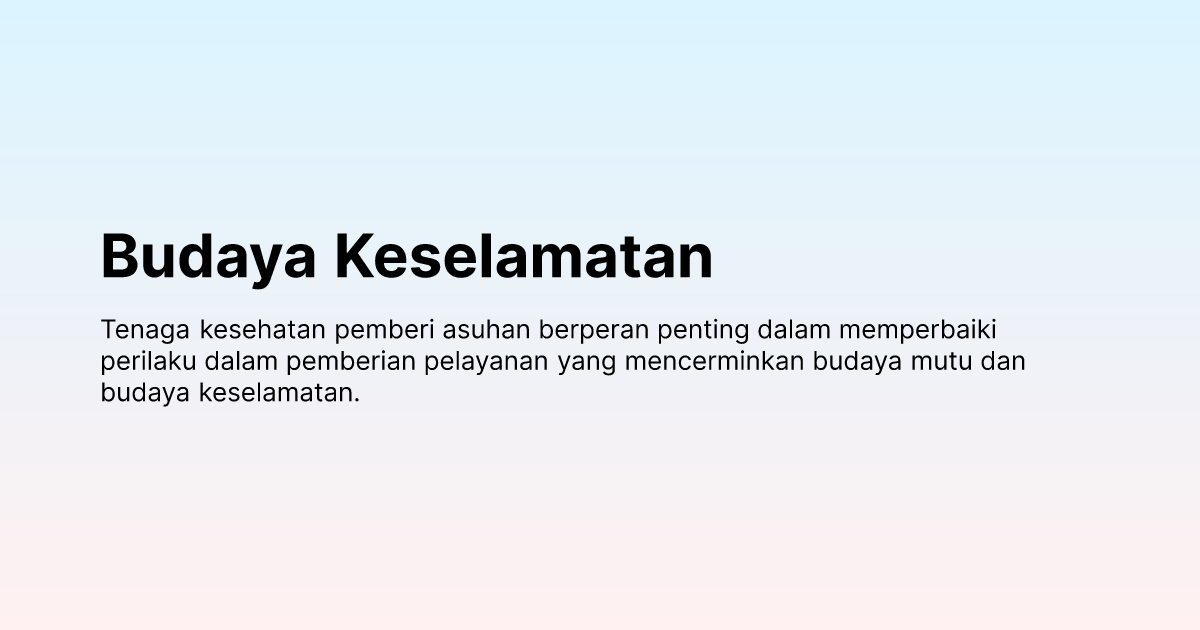 Budaya Keselamatan
Tenaga kesehatan pemberi asuhan berperan penting dalam memperbaiki
perilaku dalam pemberian pelayanan yang mencerminkan budaya mutu dan
budaya keselamatan.